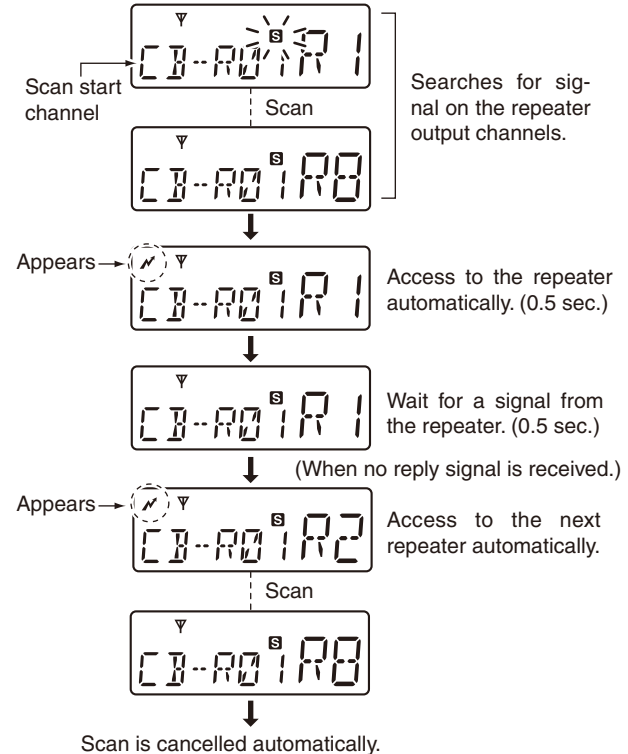 S
CB--R01R1
Scan start
channel
Searches for sig-
nal on the repeater
output channels.
Scan
S
CB--R01R8
Appears
S
CB--R01R1
Access to the repeater
automatically. (0.5 sec.)
S
CB--R01R1
Wait for a signal from
the repeater. (0.5 sec.)
(When no reply signal is received.)
Appears
S
CB--R01R2
Access to the next
repeater automatically.
Scan
S
CB--R01R8
Scan is cancelled automatically.